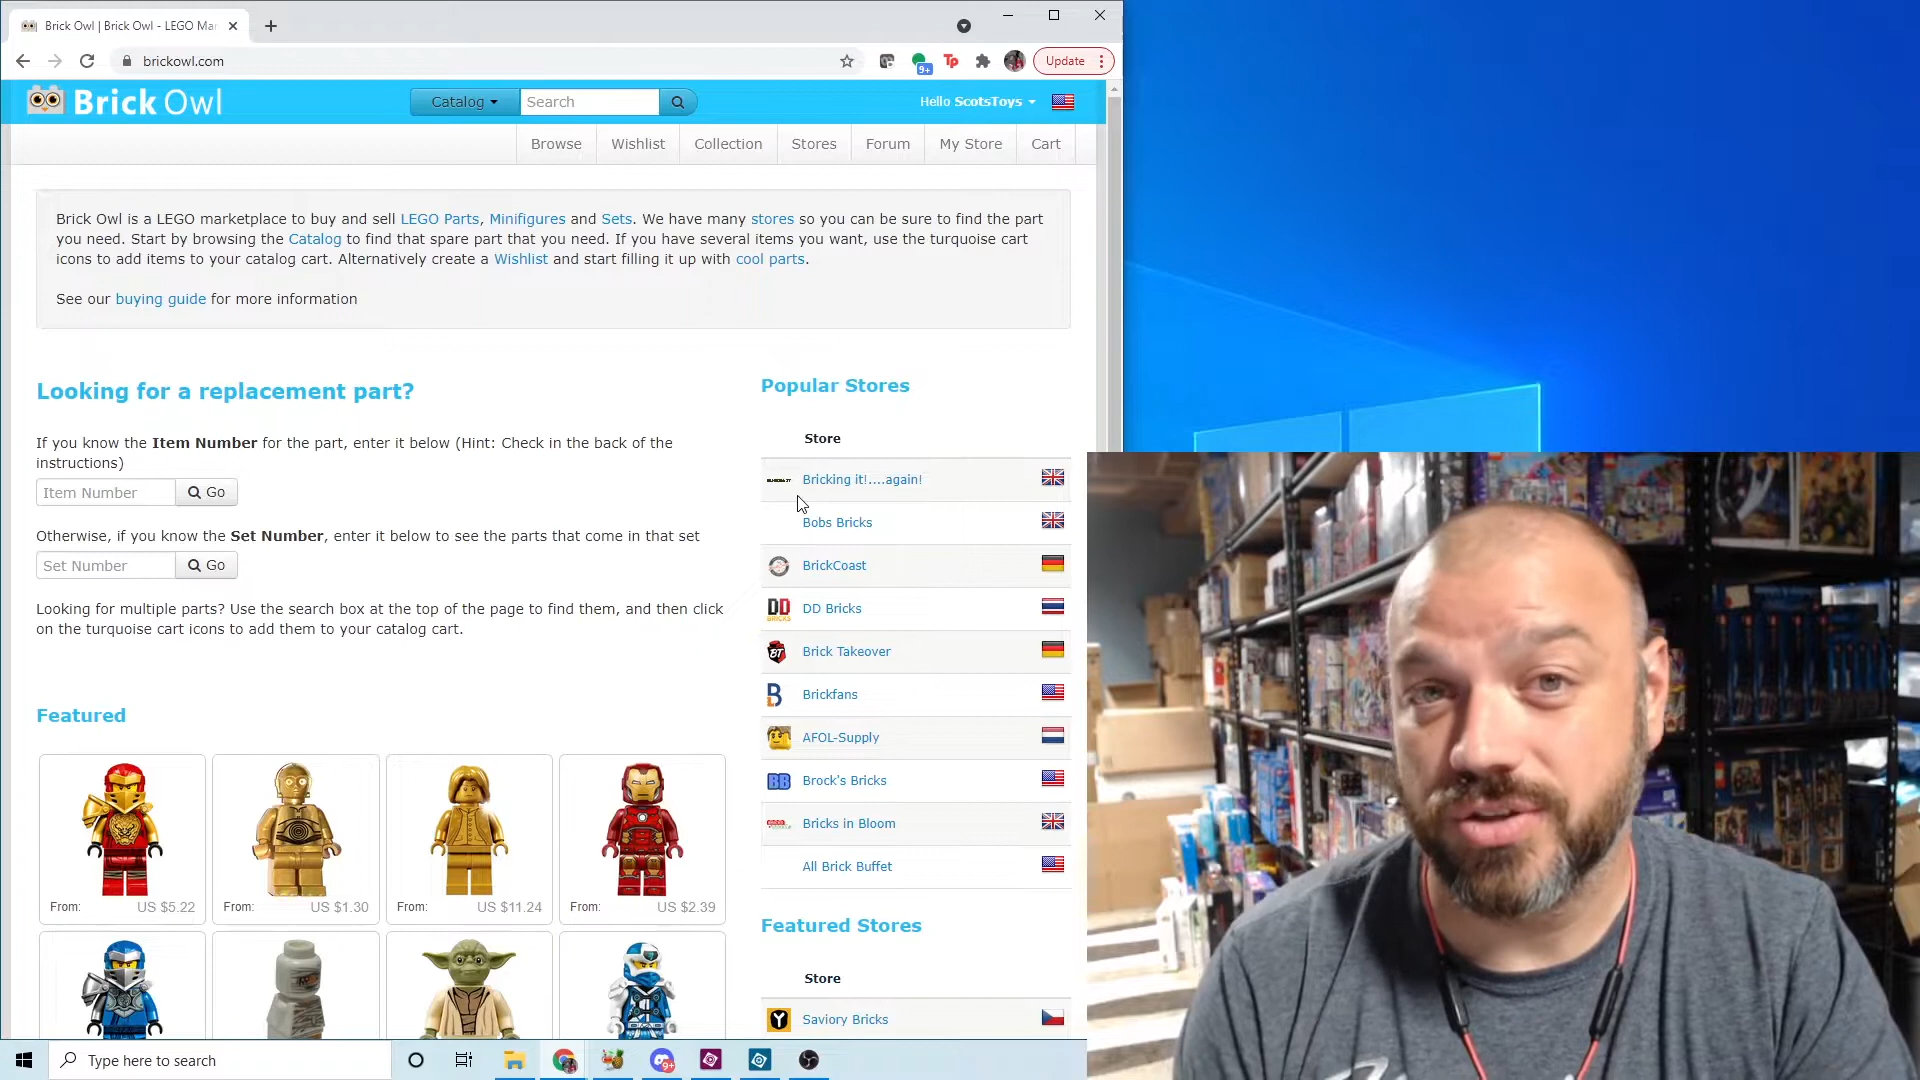 Brick Owl | Brick Owl - LEGO Mar
brickowl.com
9+
Tp
Update
Brick Owl
Catalog
Search
Hello ScotsToys
Browse
Wishlist
Collection
Stores
Forum
My Store
Cart
Brick Owl is a LEGO marketplace to buy and sell LEGO Parts, Minifigures and Sets. We have many stores so you can be sure to find the part
you need. Start by browsing the Catalog to find that spare part that you need. If you have several items you want, use the turquoise cart
icons to add items to your catalog cart. Alternatively create a Wishlist and start filling it up with cool parts.
See our buying guide for more information
Looking for a replacement part?
If you know the Item Number for the part, enter it below (Hint: Check in the back of the
instructions)
Item Number
Go
Otherwise, if you know the Set Number, enter it below to see the parts that come in that set
Set Number
Go
Looking for multiple parts? Use the search box at the top of the page to find them, and then click
on the turquoise cart icons to add them to your catalog cart.
Featured
From: US $5.22
From: US $1.30
From: US $11.24
From: US $2.39
Popular Stores
Store
Bricking it!....again!
Bobs Bricks
BrickCoast
DD BRICKS
DD Bricks
BT
Brick Takeover
B
Brickfans
AFOL-Supply
BB
Brock's Bricks
Bricks in Bloom
All Brick Buffet
Featured Stores
Store
Saviory Bricks
Type here to search
9+